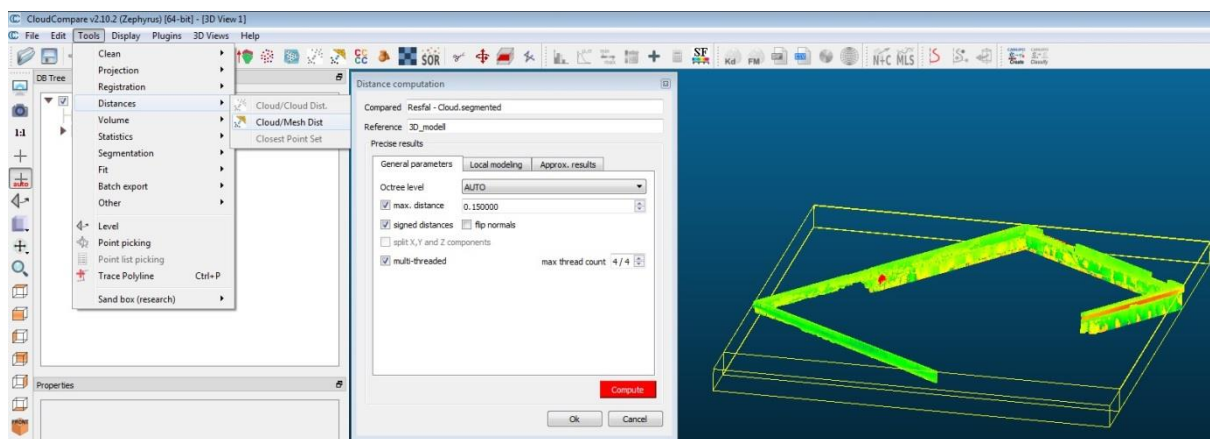 CloudCompare v2.10.2 (Zephyrus) [64-bit] - [3D View 1]
File Edit Tools Display Plugins 3D Views Help
SOR SF Kd FM N+C MLS
DB Tree
Clean
Projection
Registration
Distances
Volume
Statistics
Segmentation
Fit
Batch export
Other
Level
Point picking
Point list picking
Trace Polyline Ctrl+P
Sand box (research)
Cloud/Cloud Dist.
Cloud/Mesh Dist
Closest Point Set
1:1
auto
Properties
FRONT
Distance computation
Compared Resfal - Cloud.segmented
Reference 3D_modell
Precise results
General parameters Local modeling Approx. results
Octree level AUTO
max. distance 0.150000
signed distances flip normals
split X,Y and Z components
multi-threaded max thread count 4 / 4
Compute
Ok Cancel